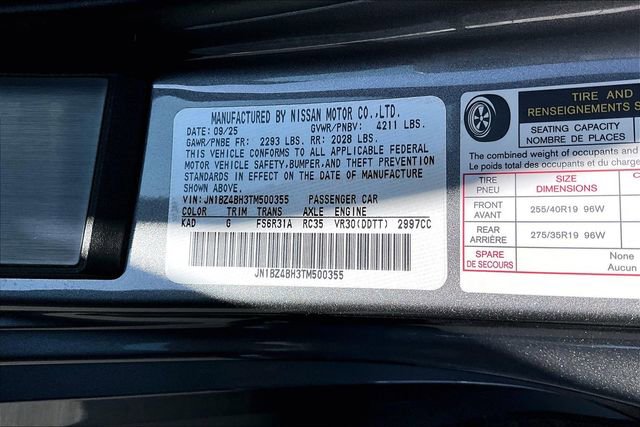 MANUFACTURED BY NISSAN MOTOR CO.,LTD.
DATE: 09/25 GVWR/PNBV: 4211 LBS.
GAWR/PNBE FR: 2293 LBS. RR: 2028 LBS.
THIS VEHICLE CONFORMS TO ALL APPLICABLE FEDERAL
MOTOR VEHICLE SAFETY,BUMPER,AND THEFT PREVENTION
STANDARDS IN EFFECT ON THE DATE OF MANUFACTURE
SHOWN ABOVE.
VIN: JN1BZ4BH3TM500355 PASSENGER CAR
COLOR TRIM TRANS AXLE ENGINE
KAD G FS6R31A RC35 VR30(DDTT) 2997CC
JN1BZ4BH3TM500355
TIRE AND
RENSEIGNEMENTS S
SEATING CAPACITY
NOMBRE DE PLACES
The combined weight of occupants and
Le poids total des occupants et du charge
TIRE SIZE
PNEU DIMENSIONS
FRONT
AVANT 255/40R19 96W
REAR
ARRIÈRE 275/35R19 96W
SPARE None
DE SECOURS Aucun